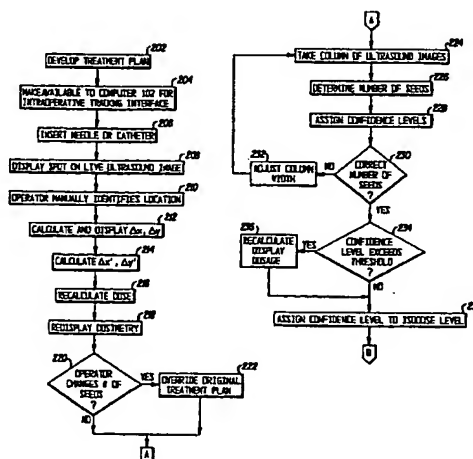 202
DEVELOP TREATMENT PLAN
204
MAKE AVAILABLE TO COMPUTER 102 FOR
INTRAOPERATIVE TRACKING INTERFACE
206
INSERT NEEDLE OR CATHETER
208
DISPLAY SPOT ON LIVE ULTRASOUND IMAGE
210
OPERATOR MANUALLY IDENTIFIES LOCATION
212
CALCULATE AND DISPLAY Δx, Δy
214
CALCULATE Δx', Δy'
216
RECALCULATE DOSE
218
REDISPLAY DOSIMETRY
220
OPERATOR
CHANGES # OF
SEEDS
?
YES
222
OVERRIDE ORIGINAL
TREATMENT PLAN
NO
A
A
224
TAKE COLUMN OF ULTRASOUND IMAGES
226
DETERMINE NUMBER OF SEEDS
228
ASSIGN CONFIDENCE LEVELS
230
CORRECT
NUMBER OF
SEEDS
?
NO
232
ADJUST COLUMN
WIDTH
YES
234
CONFIDENCE
LEVEL EXCEEDS
THRESHOLD
?
YES
236
RECALCULATE
DISPLAY
DOSAGE
NO
ASSIGN CONFIDENCE LEVEL TO ISODOSE LEVEL
B